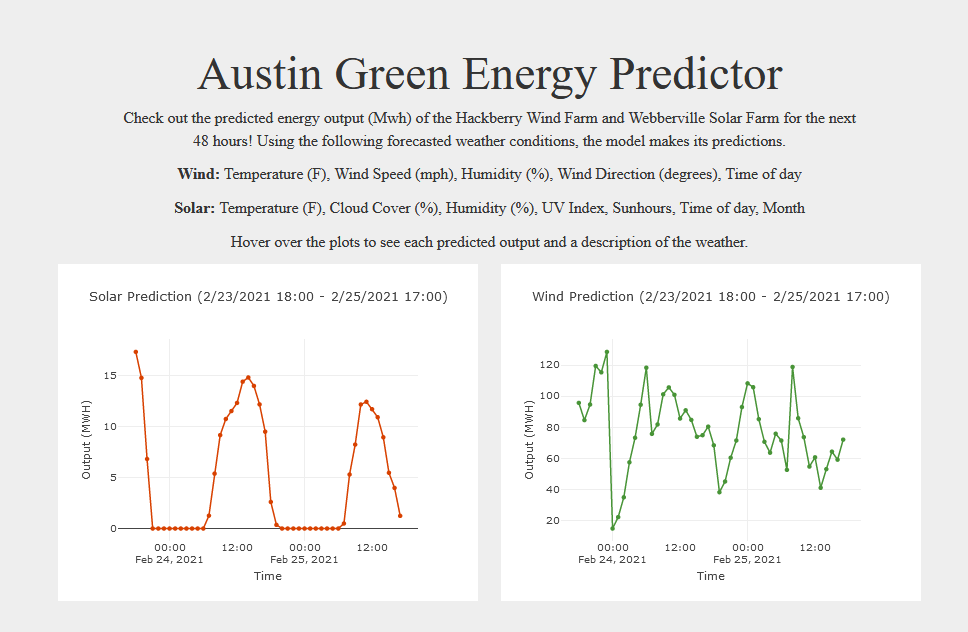 Austin Green Energy Predictor
Check out the predicted energy output (Mwh) of the Hackberry Wind Farm and Webberville Solar Farm for the next
48 hours! Using the following forecasted weather conditions, the model makes its predictions.
Wind: Temperature (F), Wind Speed (mph), Humidity (%), Wind Direction (degrees), Time of day
Solar: Temperature (F), Cloud Cover (%), Humidity (%), UV Index, Sunhours, Time of day, Month
Hover over the plots to see each predicted output and a description of the weather.
Solar Prediction (2/23/2021 18:00 - 2/25/2021 17:00)
15
10
5
0
Output (MWH)
00:00 12:00 00:00 12:00
Feb 24, 2021 Feb 25, 2021
Time
Wind Prediction (2/23/2021 18:00 - 2/25/2021 17:00)
120
100
80
60
40
20
Output (MWH)
00:00 12:00 00:00 12:00
Feb 24, 2021 Feb 25, 2021
Time